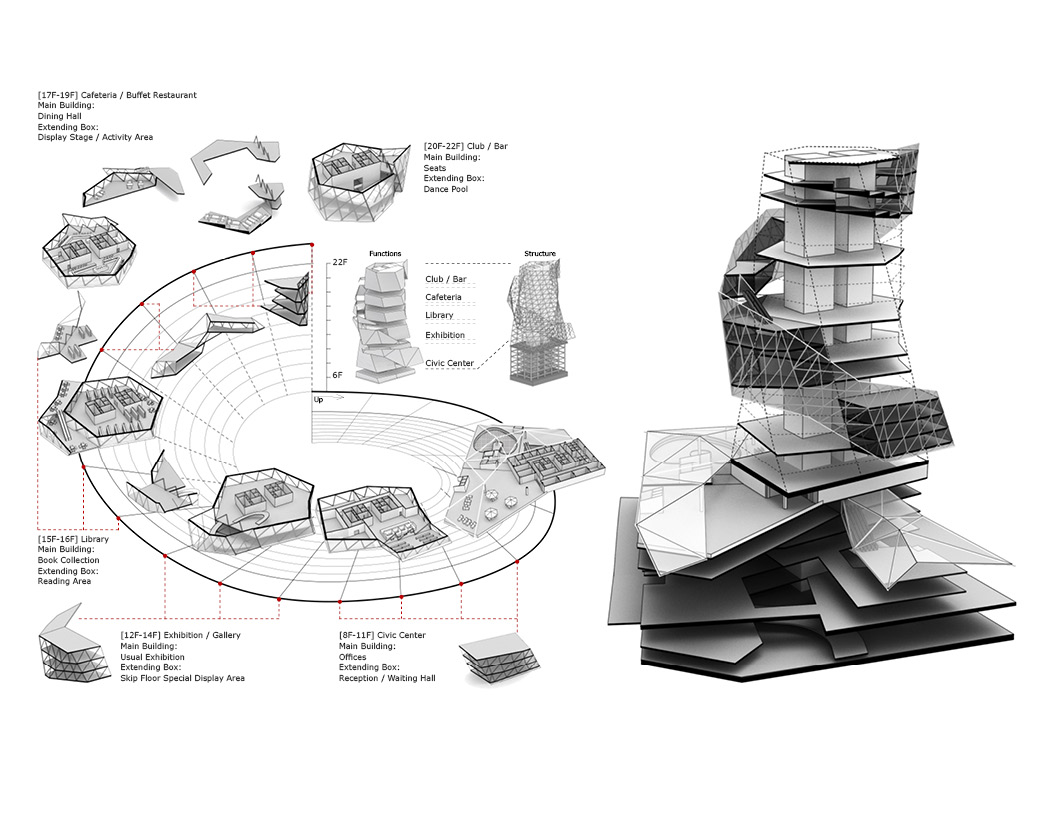 [17F-19F] Cafeteria / Buffet Restaurant
Main Building:
Dining Hall
Extending Box:
Display Stage / Activity Area
[20F-22F] Club / Bar
Main Building:
Seats
Extending Box:
Dance Pool
Functions
Structure
22F
Club / Bar
Cafeteria
Library
Exhibition
Civic Center
6F
Up
[15F-16F] Library
Main Building:
Book Collection
Extending Box:
Reading Area
[12F-14F] Exhibition / Gallery
Main Building:
Usual Exhibition
Extending Box:
Skip Floor Special Display Area
[8F-11F] Civic Center
Main Building:
Offices
Extending Box:
Reception / Waiting Hall